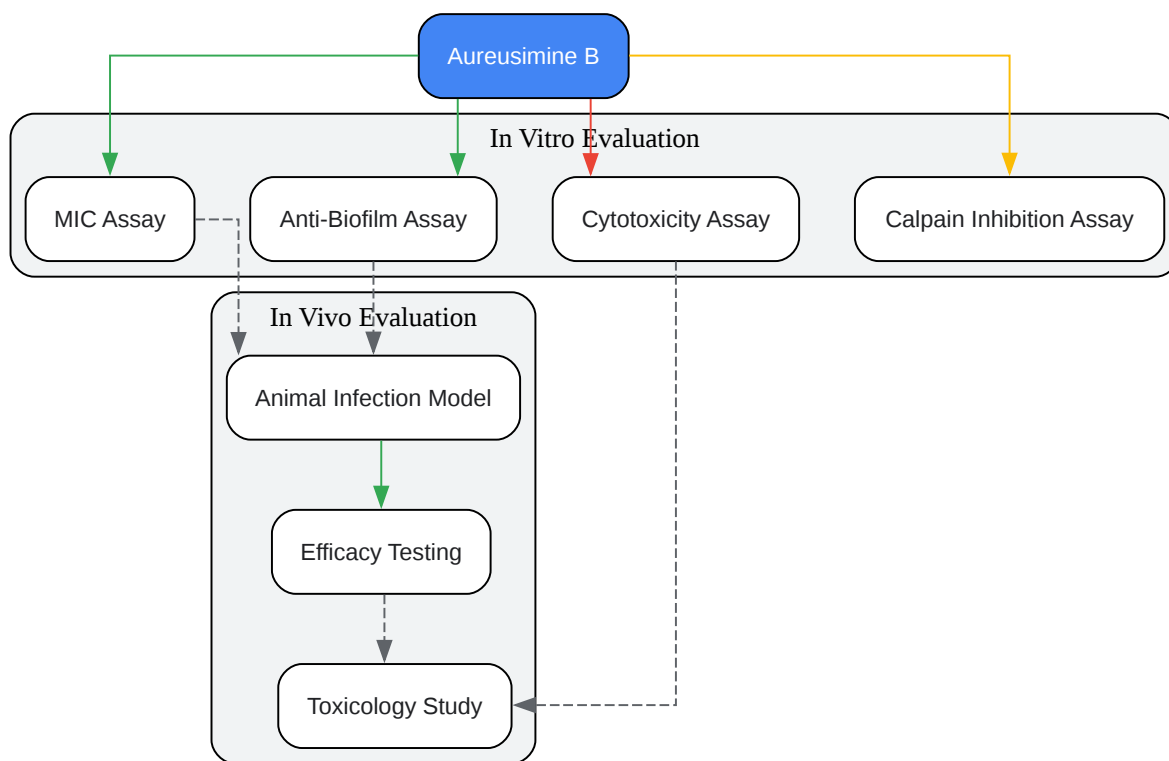 Aureusimine B
In Vitro Evaluation
MIC Assay
Anti-Biofilm Assay
Cytotoxicity Assay
Calpain Inhibition Assay
In Vivo Evaluation
Animal Infection Model
Efficacy Testing
Toxicology Study